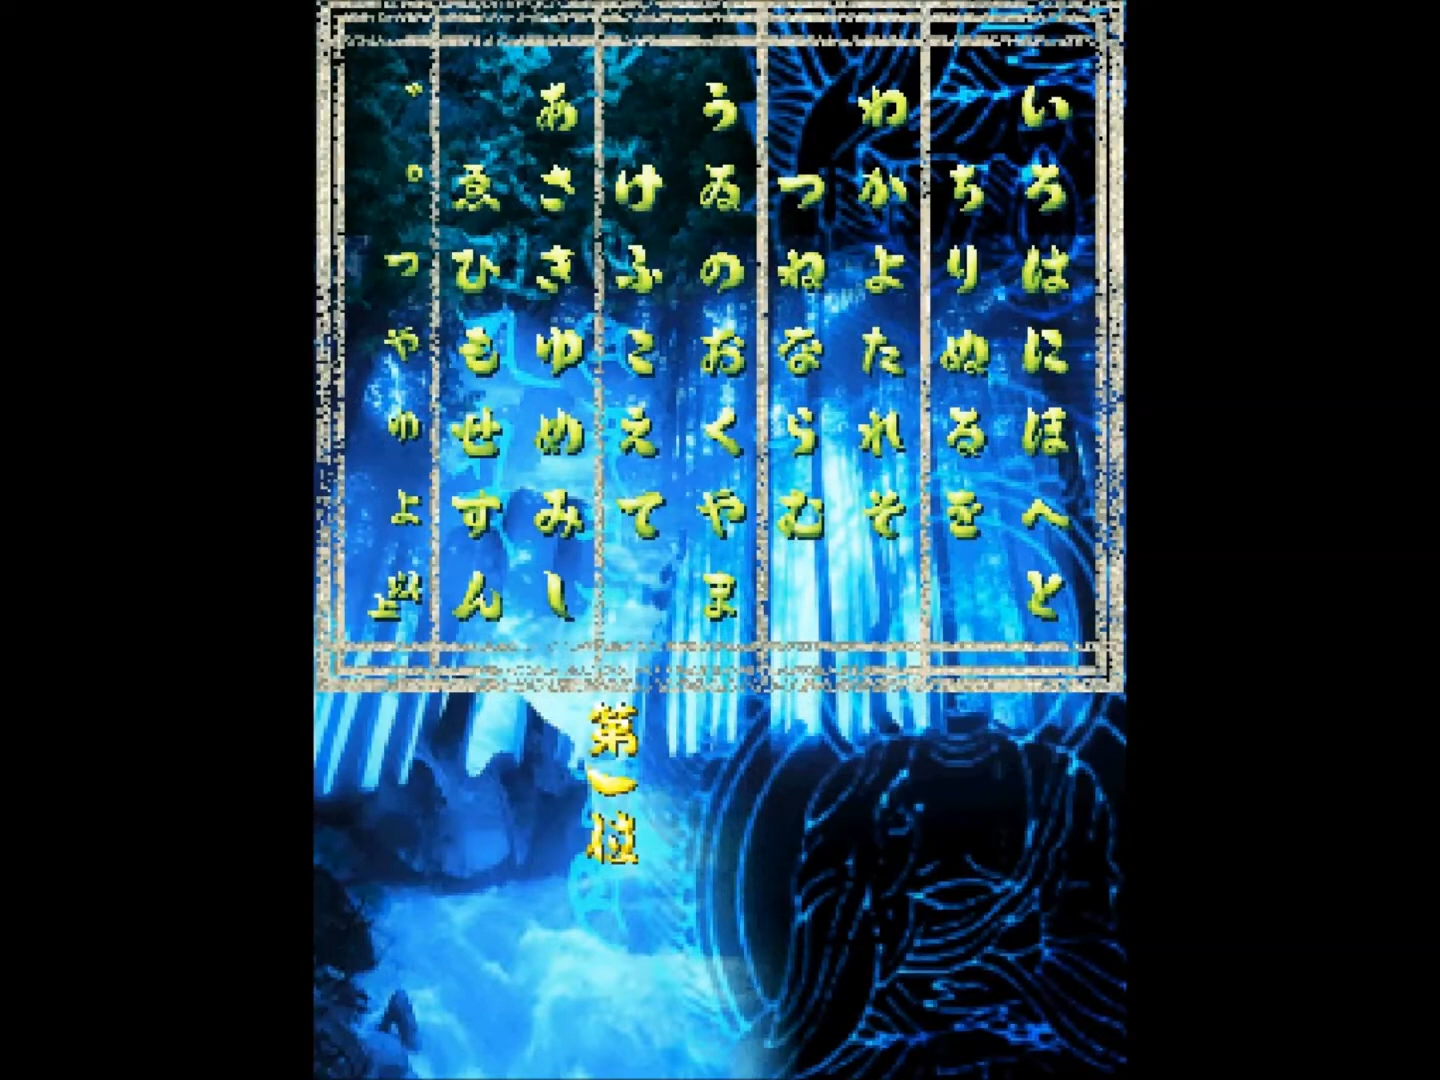 いろはにほへと
ちりぬるを
わかよたれそ
つねならむ
うゐのおくやま
けふこえて
あさきゆめみし
ゑひもせすん
゛゜っゃゅょ
第一柱